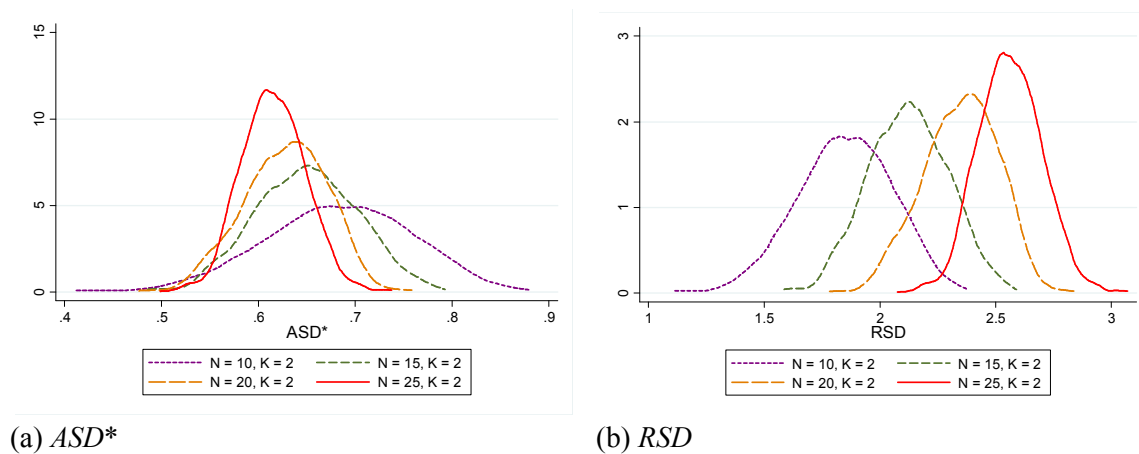 15
10
5
0
.4 .5 .6 .7 .8 .9
ASD*
N = 10, K = 2 N = 15, K = 2
N = 20, K = 2 N = 25, K = 2
(a) ASD*
3
2
1
0
1 1.5 2 2.5 3
RSD
N = 10, K = 2 N = 15, K = 2
N = 20, K = 2 N = 25, K = 2
(b) RSD